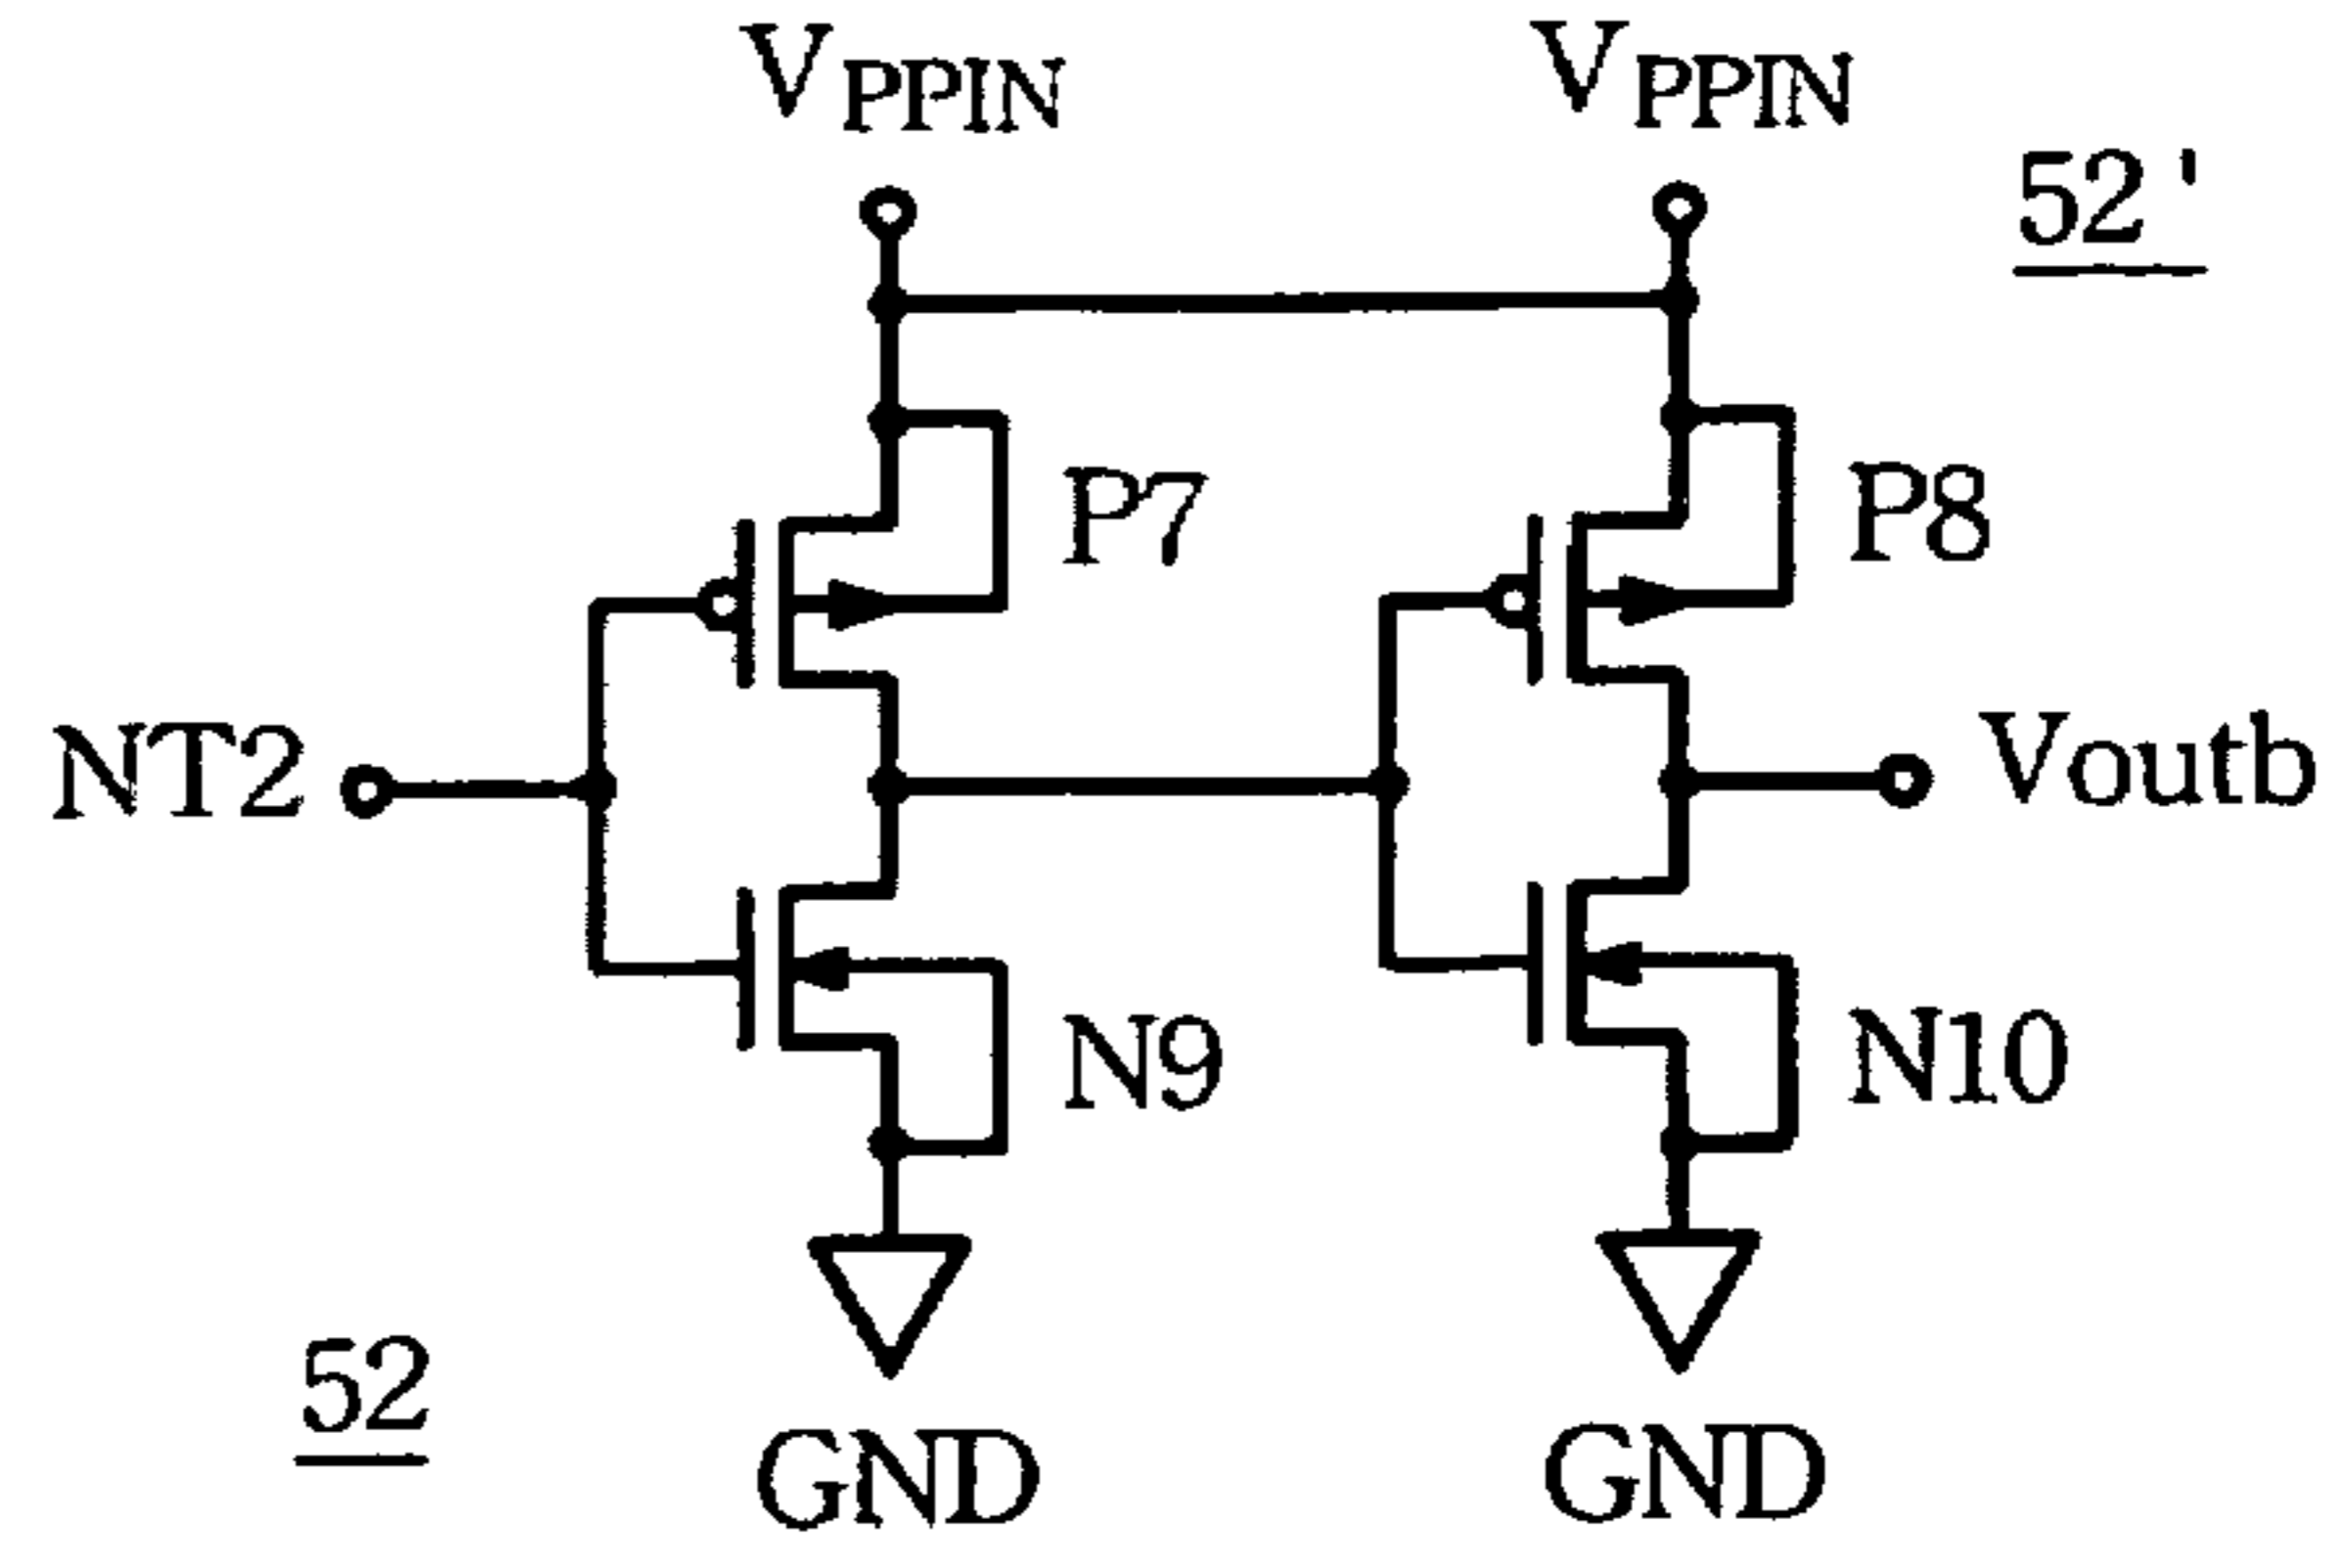 VPPIN VPPIN
52'
P7 P8
NT2 Voutb
N9 N10
52
GND GND